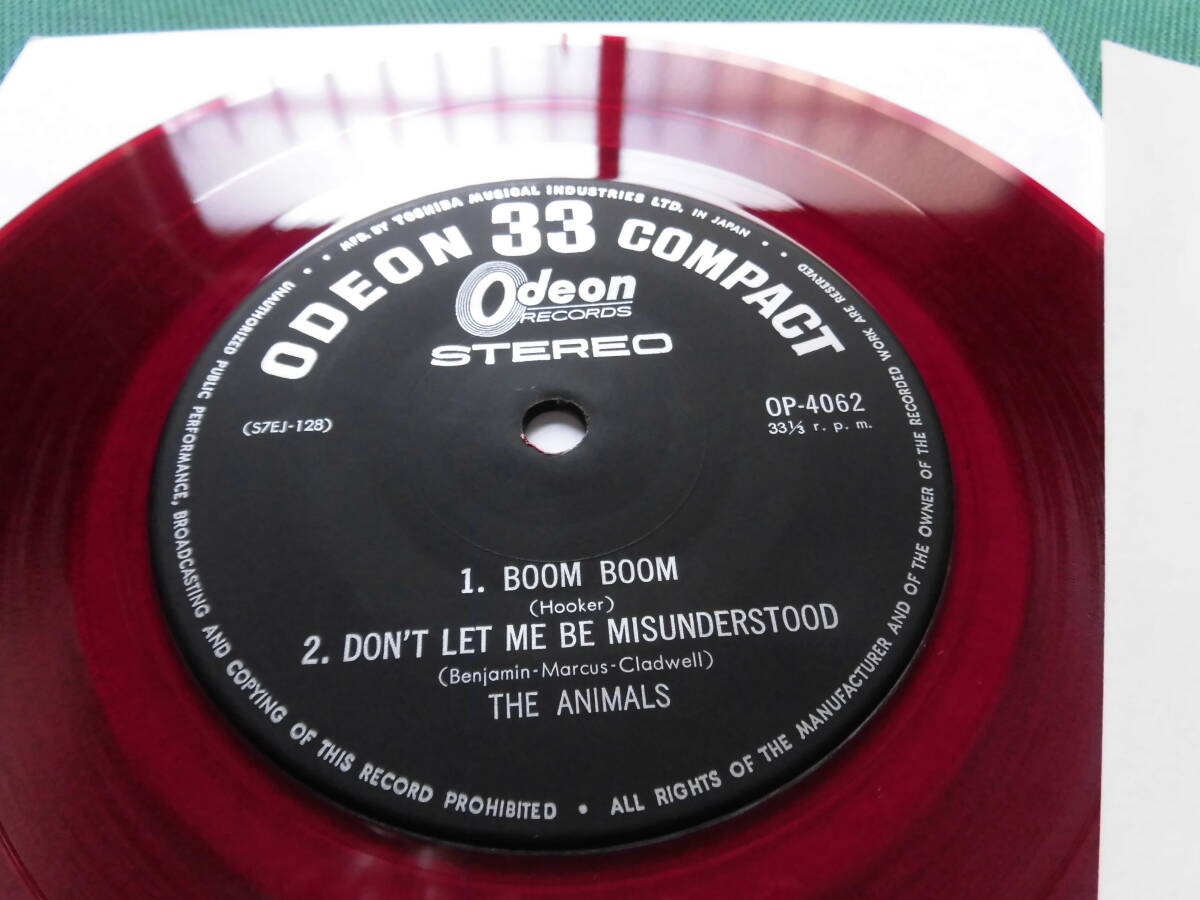 MFD. BY TOSHIBA MUSICAL INDUSTRIES LTD. IN JAPAN
ODEON 33 COMPACT
Odeon
RECORDS
STEREO
(S7EJ-128)
OP-4062
33⅓ r. p. m.
1. BOOM BOOM
(Hooker)
2. DON'T LET ME BE MISUNDERSTOOD
(Benjamin-Marcus-Cladwell)
THE ANIMALS
UNAUTHORIZED PUBLIC PERFORMANCE, BROADCASTING AND COPYING OF THIS RECORD PROHIBITED • ALL RIGHTS OF THE MANUFACTURER AND OF THE OWNER OF THE RECORDED WORK ARE RESERVED